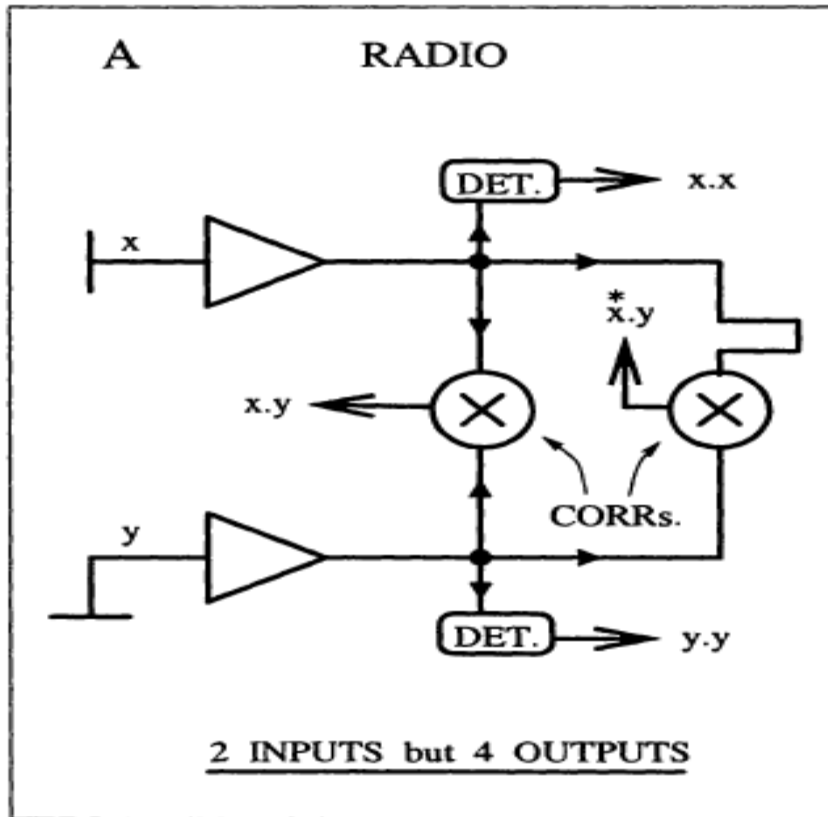 A RADIO
DET. x.x
x
*
x.y
x.y
CORRs.
y
DET. y.y
2 INPUTS but 4 OUTPUTS